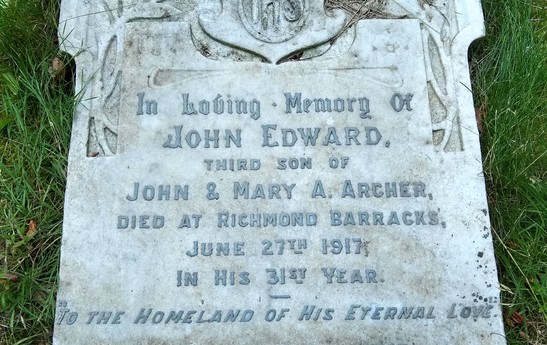 IHS
In Loving Memory Of
JOHN EDWARD,
THIRD SON OF
JOHN & MARY A. ARCHER,
DIED AT RICHMOND BARRACKS,
JUNE 27TH 1917,
IN HIS 31ST YEAR.
"TO THE HOMELAND OF HIS ETERNAL LOVE."